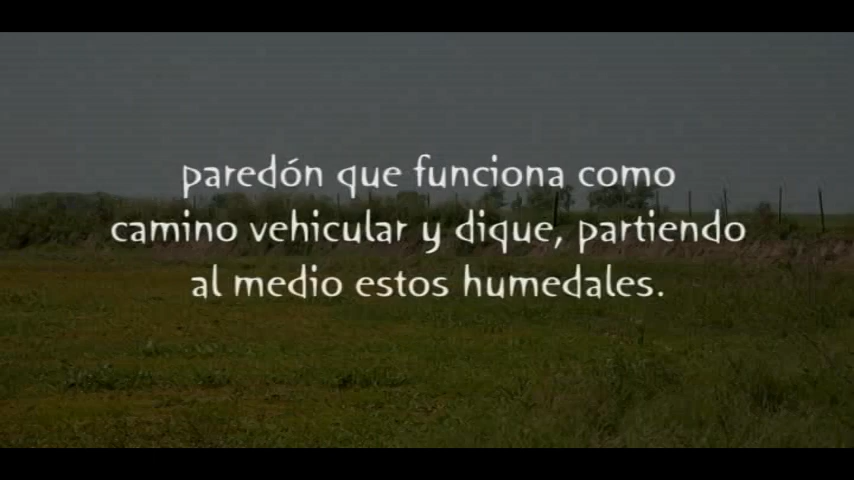 paredón que funciona como
camino vehicular y dique, partiendo
al medio estos humedales.